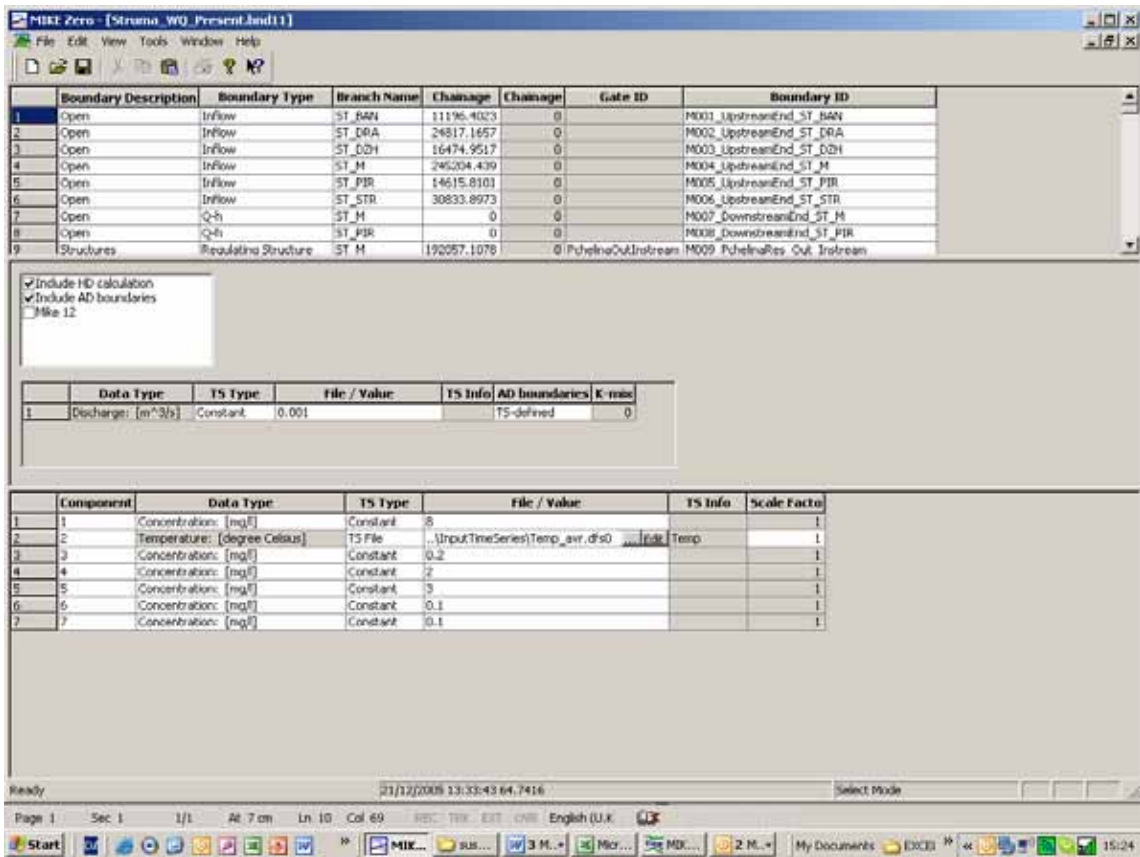 MIKE Zero - [Struma_WQ_Present.bnd11]
File Edit View Tools Window Help
Boundary Description Boundary Type Branch Name Chainage Chainage Gate ID Boundary ID
1 Open Inflow ST_BAN 11196.4023 0 M001_UpstreamEnd_ST_BAN
2 Open Inflow ST_DRA 24817.1657 0 M002_UpstreamEnd_ST_DRA
3 Open Inflow ST_DZH 16474.9517 0 M003_UpstreamEnd_ST_DZH
4 Open Inflow ST_M 245204.439 0 M004_UpstreamEnd_ST_M
5 Open Inflow ST_PIR 14615.8101 0 M005_UpstreamEnd_ST_PIR
6 Open Inflow ST_STR 30833.8973 0 M006_UpstreamEnd_ST_STR
7 Open Q-h ST_M 0 0 M007_DownstreamEnd_ST_M
8 Open Q-h ST_PIR 0 0 M008_DownstreamEnd_ST_PIR
9 Structures Regulating Structure ST_M 192057.1078 0 PchelinaOutInstream M009_PchelinaRes_Out_Instream
Include HD calculation
Include AD boundaries
Mike 12
Data Type TS Type File / Value TS Info AD boundaries K-mix
1 Discharge: [m^3/s] Constant 0.001 TS-defined 0
Component Data Type TS Type File / Value TS Info Scale Facto
1 1 Concentration: [mg/l] Constant 8 1
2 2 Temperature: [degree Celsius] TS File ..\InputTimeSeries\Temp_avr.dfs0 ... Edit Temp 1
3 3 Concentration: [mg/l] Constant 0.2 1
4 4 Concentration: [mg/l] Constant 2 1
5 5 Concentration: [mg/l] Constant 3 1
6 6 Concentration: [mg/l] Constant 0.1 1
7 7 Concentration: [mg/l] Constant 0.1 1
Ready 21/12/2005 13:33:43 64.7416 Select Mode
Page 1 Sec 1 1/1 At 7 cm Ln 10 Col 69 REC TRK EXT OVR English (U.K
Start MIK... sus... 3 M... Micr... MIK... 2 M... My Documents EXCEl 15:24